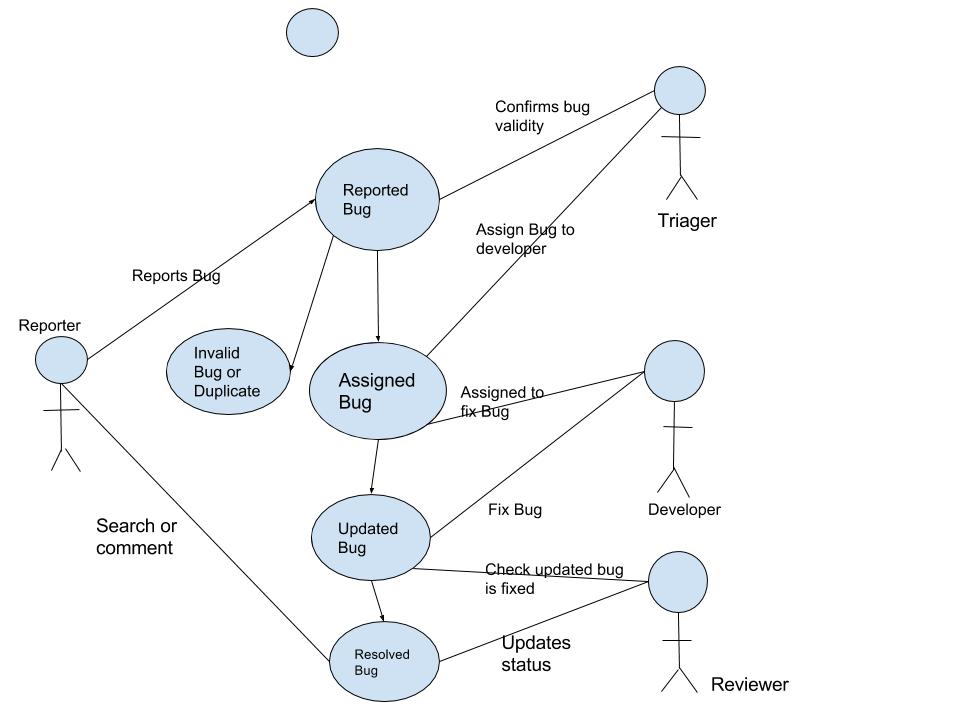 Confirms bug
validity
Reported
Bug
Triager
Assign Bug to
developer
Reports Bug
Reporter
Invalid
Bug or
Duplicate
Assigned
Bug
Assigned to
fix Bug
Developer
Fix Bug
Updated
Bug
Search or
comment
Check updated bug
is fixed
Updates
status
Resolved
Bug
Reviewer